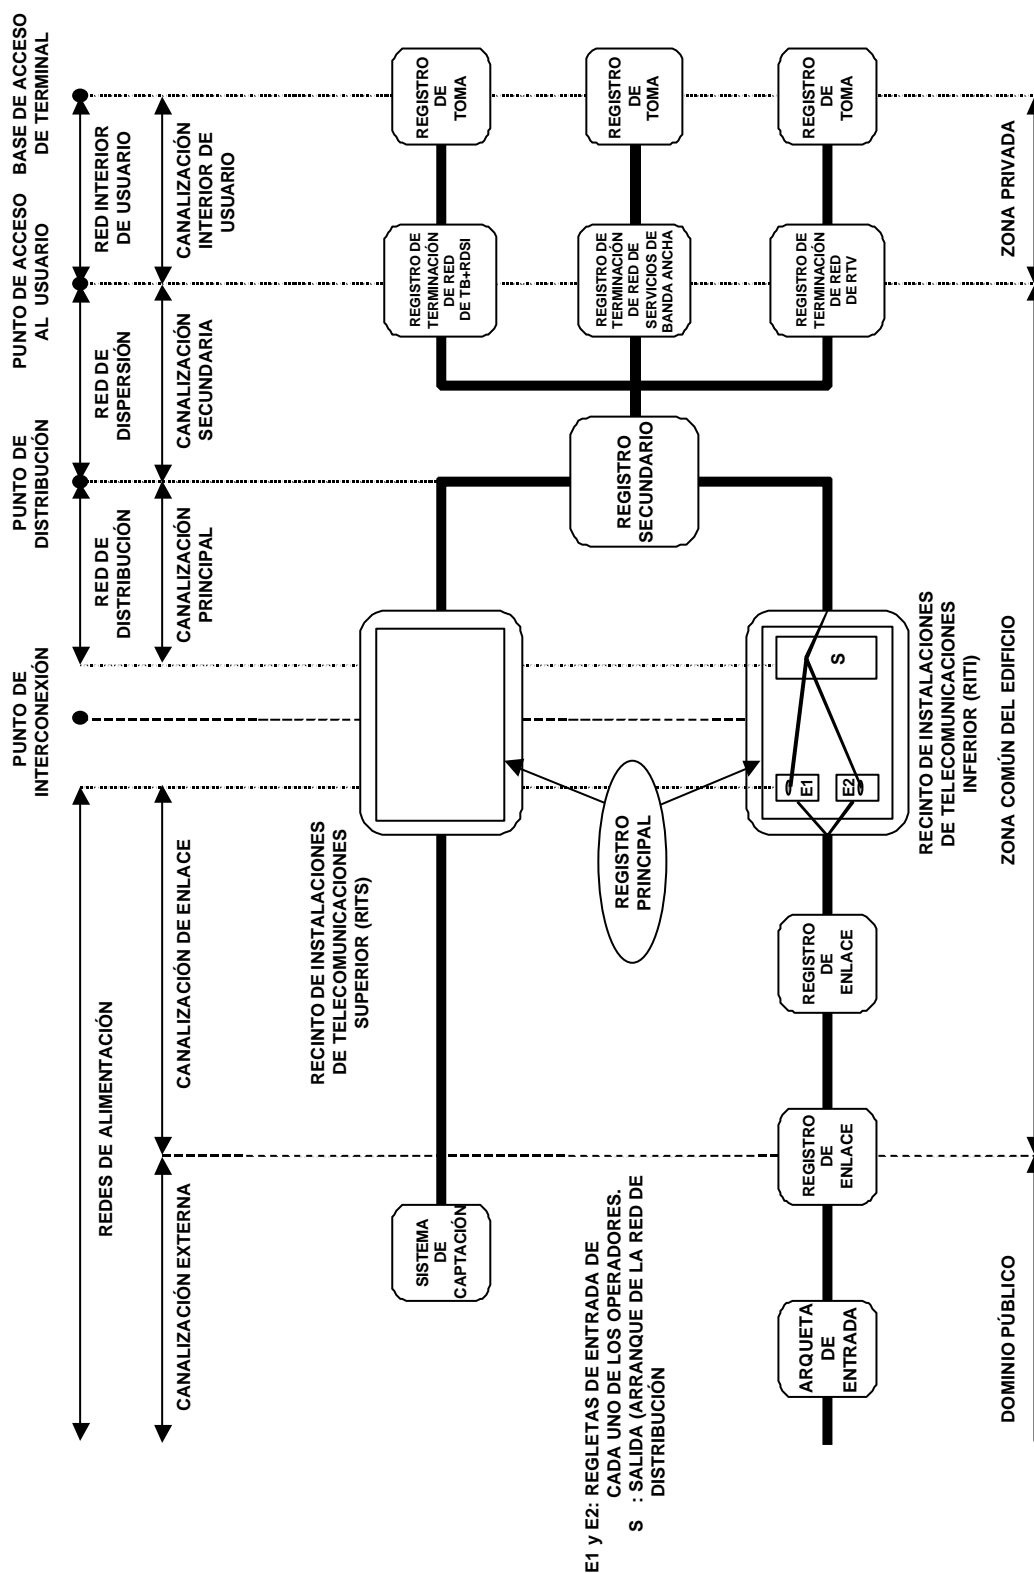 PUNTO DE
INTERCONEXIÓN
PUNTO DE
DISTRIBUCIÓN
PUNTO DE ACCESO
AL USUARIO
BASE DE ACCESO
DE TERMINAL
REDES DE ALIMENTACIÓN
RED DE
DISTRIBUCIÓN
RED DE
DISPERSIÓN
RED INTERIOR
DE USUARIO
CANALIZACIÓN EXTERNA
CANALIZACIÓN DE ENLACE
CANALIZACIÓN
PRINCIPAL
CANALIZACIÓN
SECUNDARIA
CANALIZACIÓN
INTERIOR DE
USUARIO
RECINTO DE INSTALACIONES
DE TELECOMUNICACIONES
SUPERIOR (RITS)
SISTEMA
DE
CAPTACIÓN
REGISTRO DE
TERMINACIÓN
DE RED
DE TB+RDSI
REGISTRO
DE
TOMA
REGISTRO
PRINCIPAL
REGISTRO
SECUNDARIO
REGISTRO DE
TERMINACIÓN
DE RED DE
SERVICIOS DE
BANDA ANCHA
REGISTRO
DE
TOMA
E1 y E2: REGLETAS DE ENTRADA DE
CADA UNO DE LOS OPERADORES.
S : SALIDA (ARRANQUE DE LA RED DE
DISTRIBUCIÓN
ARQUETA
DE
ENTRADA
REGISTRO
DE
ENLACE
REGISTRO
DE
ENLACE
E1
E2
S
REGISTRO DE
TERMINACIÓN
DE RED
DE RTV
REGISTRO
DE
TOMA
RECINTO DE INSTALACIONES
DE TELECOMUNICACIONES
INFERIOR (RITI)
DOMINIO PÚBLICO
ZONA COMÚN DEL EDIFICIO
ZONA PRIVADA